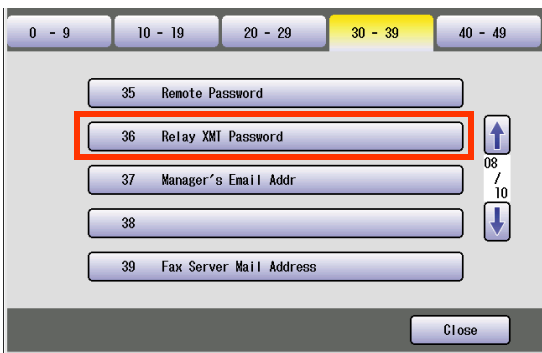 0 - 9
10 - 19
20 - 29
30 - 39
40 - 49
35 Remote Password
36 Relay XMT Password
37 Manager's Email Addr
38
39 Fax Server Mail Address
08
/
10
Close